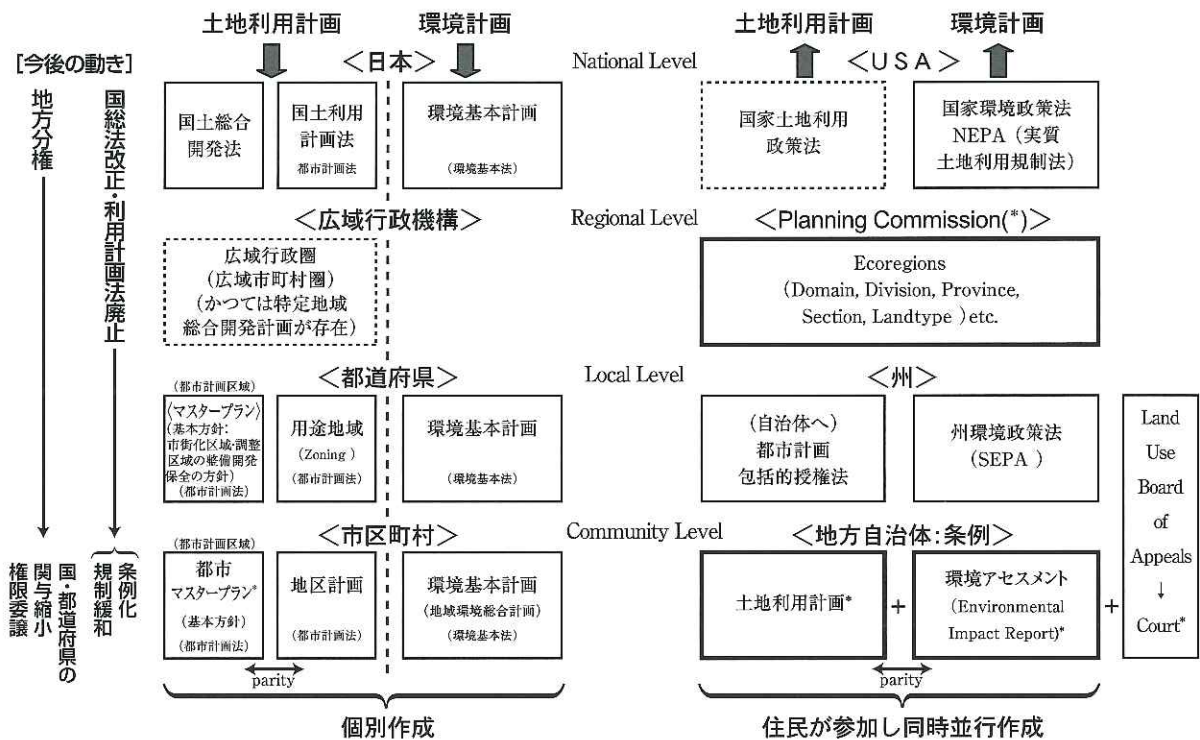 土地利用計画
環境計画
土地利用計画
環境計画
[今後の動き]
＜日本＞
National Level
＜USA＞
地方分権
国総法改正・利用計画法廃止
国土総合
開発法
国土利用
計画法
都市計画法
環境基本計画
(環境基本法)
国家土地利用
政策法
国家環境政策法
NEPA（実質
土地利用規制法）
＜広域行政機構＞
Regional Level
＜Planning Commission(*)＞
広域行政圏
(広域市町村圏)
(かつては特定地域
総合開発計画が存在)
Ecoregions
(Domain, Division, Province,
Section, Landtype ) etc.
＜都道府県＞
Local Level
＜州＞
(都市計画区域)
〈マスタープラン〉
(基本方針：
市街化区域・調整
区域の整備開発
保全の方針)
(都市計画法)
用途地域
(Zoning )
(都市計画法)
環境基本計画
(環境基本法)
(自治体へ)
都市計画
包括的授権法
州環境政策法
(SEPA )
Land
Use
Board
of
Appeals
↓
Court*
＜市区町村＞
Community Level
＜地方自治体：条例＞
国・都道府県の
関与縮小
権限委譲
条例化
規制緩和
(都市計画区域)
都市
マスタープラン*
(基本方針)
(都市計画法)
地区計画
(都市計画法)
環境基本計画
(地域環境総合計画)
(環境基本法)
土地利用計画*
+
環境アセスメント
(Environmental
Impact Report)*
+
parity
parity
個別作成
住民が参加し同時並行作成